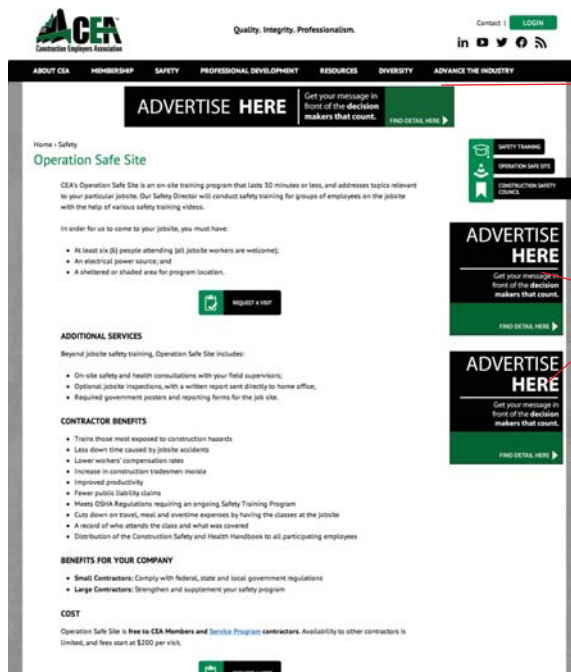 CEA
Construction Employers Association
Quality. Integrity. Professionalism.
Contact | LOGIN
ABOUT CEA MEMBERSHIP SAFETY PROFESSIONAL DEVELOPMENT RESOURCES DIVERSITY ADVANCE THE INDUSTRY
ADVERTISE HERE
Get your message in
front of the decision
makers that count.
FIND DETAIL HERE
Home › Safety
Operation Safe Site
CEA's Operation Safe Site is an on-site training program that lasts 30 minutes or less, and addresses topics relevant
to your particular jobsite. Our Safety Director will conduct safety training for groups of employees on the jobsite
with the help of various safety training videos.
In order for us to come to your jobsite, you must have:
• At least six (6) people attending (all jobsite workers are welcome);
• An electrical power source; and
• A sheltered or shaded area for program location.
REQUEST A VISIT
ADDITIONAL SERVICES
Beyond jobsite safety training, Operation Safe Site includes:
• On-site safety and health consultations with your field supervisors;
• Optional jobsite inspections, with a written report sent directly to home office;
• Required government posters and reporting forms for the job site.
CONTRACTOR BENEFITS
• Trains those most exposed to construction hazards
• Less down time caused by jobsite accidents
• Lower workers' compensation rates
• Increase in construction tradesmen morale
• Improved productivity
• Fewer public liability claims
• Meets OSHA Regulations requiring an ongoing Safety Training Program
• Cuts down on travel, meal and overtime expenses by having the classes at the jobsite
• A record of who attends the class and what was covered
• Distribution of the Construction Safety and Health Handbook to all participating employees
BENEFITS FOR YOUR COMPANY
• Small Contractors: Comply with federal, state and local government regulations
• Large Contractors: Strengthen and supplement your safety program
COST
Operation Safe Site is free to CEA Members and Service Program contractors. Availability to other contractors is
limited, and fees start at $200 per visit.
SAFETY TRAINING
OPERATION SAFE SITE
CONSTRUCTION SAFETY
COUNCIL
ADVERTISE
HERE
Get your message in
front of the decision
makers that count.
FIND DETAIL HERE
ADVERTISE
HERE
Get your message in
front of the decision
makers that count.
FIND DETAIL HERE